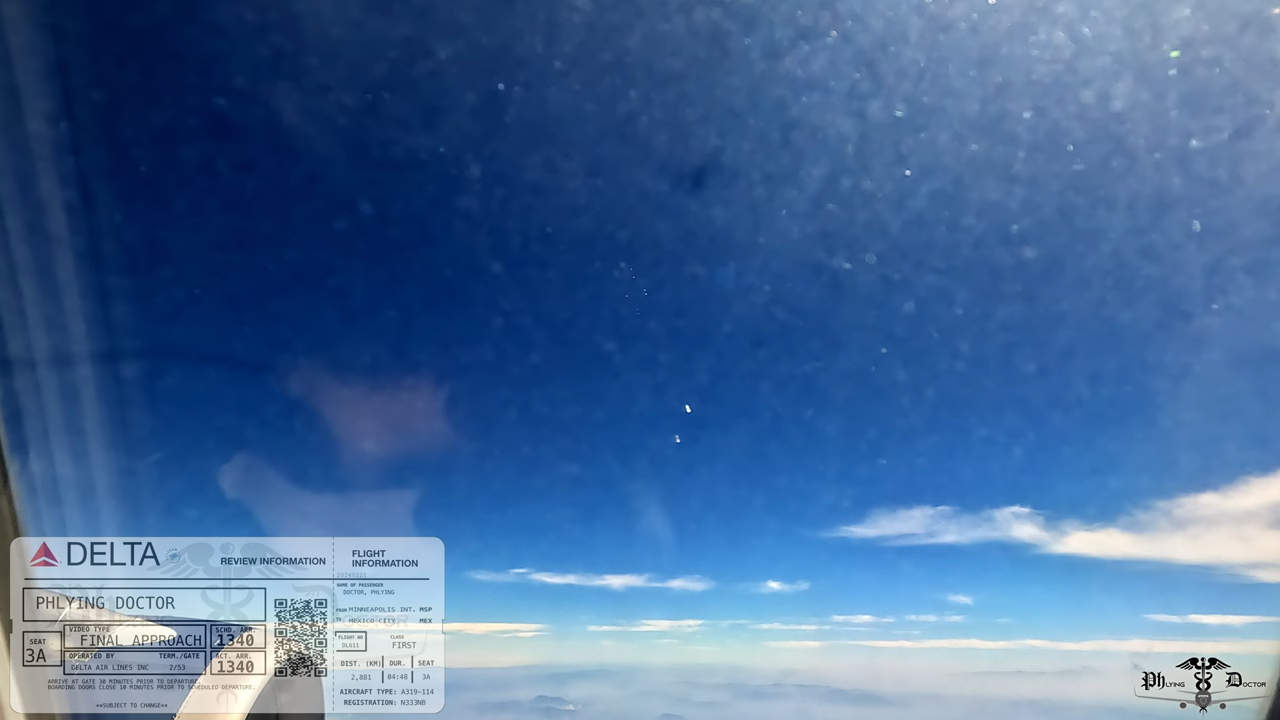 DELTA
REVIEW INFORMATION
PHLYING DOCTOR
SEAT
3A
VIDEO TYPE
FINAL APPROACH
SCHD. ARR.
1340
OPERATED BY
TERM./GATE
DELTA AIR LINES INC
2/53
ACT. ARR.
1340
ARRIVE AT GATE 30 MINUTES PRIOR TO DEPARTURE.
BOARDING DOORS CLOSE 10 MINUTES PRIOR TO SCHEDULED DEPARTURE.
**SUBJECT TO CHANGE**
FLIGHT
INFORMATION
20240221
NAME OF PASSENGER
DOCTOR, PHLYING
FROM MINNEAPOLIS INT. MSP
TO MEXICO CITY MEX
FLIGHT NO
DL611
CLASS
FIRST
DIST. (KM) DUR. SEAT
2,881 04:48 3A
AIRCRAFT TYPE: A319-114
REGISTRATION: N333NB
Phlying Doctor